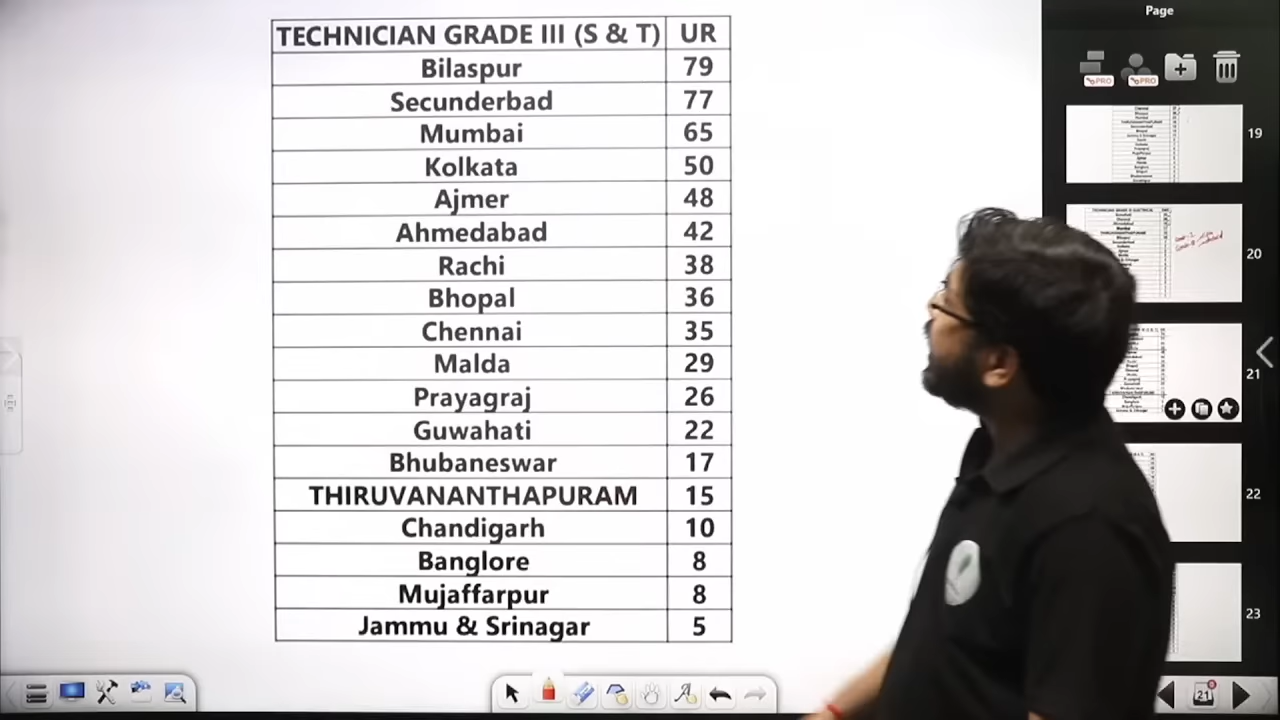 Page
TECHNICIAN GRADE III (S & T) UR
Bilaspur 79
Secunderbad 77
Mumbai 65
Kolkata 50
Ajmer 48
Ahmedabad 42
Rachi 38
Bhopal 36
Chennai 35
Malda 29
Prayagraj 26
Guwahati 22
Bhubaneswar 17
THIRUVANANTHAPURAM 15
Chandigarh 10
Banglore 8
Mujaffarpur 8
Jammu & Srinagar 5
PRO
PRO
19
20
21
22
23
21